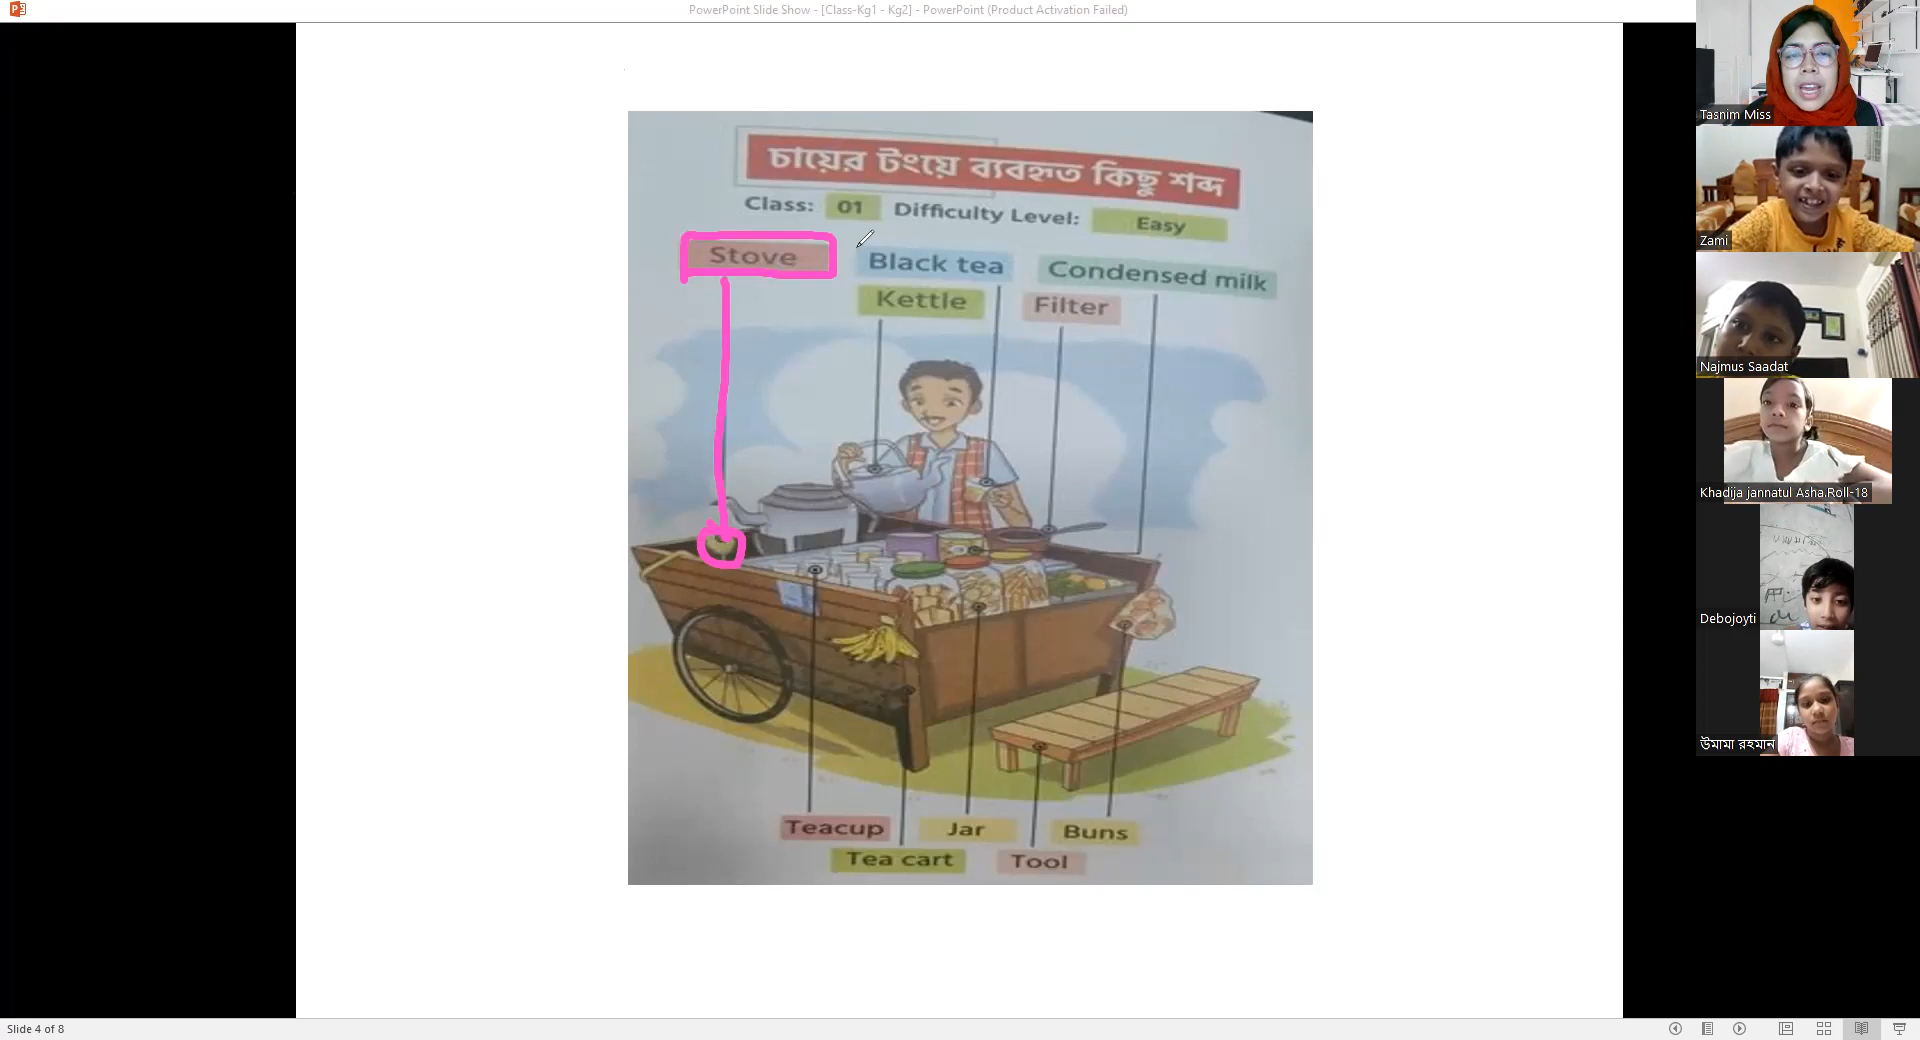 PowerPoint Slide Show - [Class-Kg1 - Kg2] - PowerPoint (Product Activation Failed)
চায়ের টংয়ে ব্যবহৃত কিছু শব্দ
Class: 01 Difficulty Level: Easy
Stove Black tea Condensed milk
Kettle Filter
Teacup Jar Buns
Tea cart Tool
Tasnim Miss
Zami
Najmus Saadat
Khadija jannatul Asha.Roll-18
Debojoyti
উমামা রহমান
Slide 4 of 8